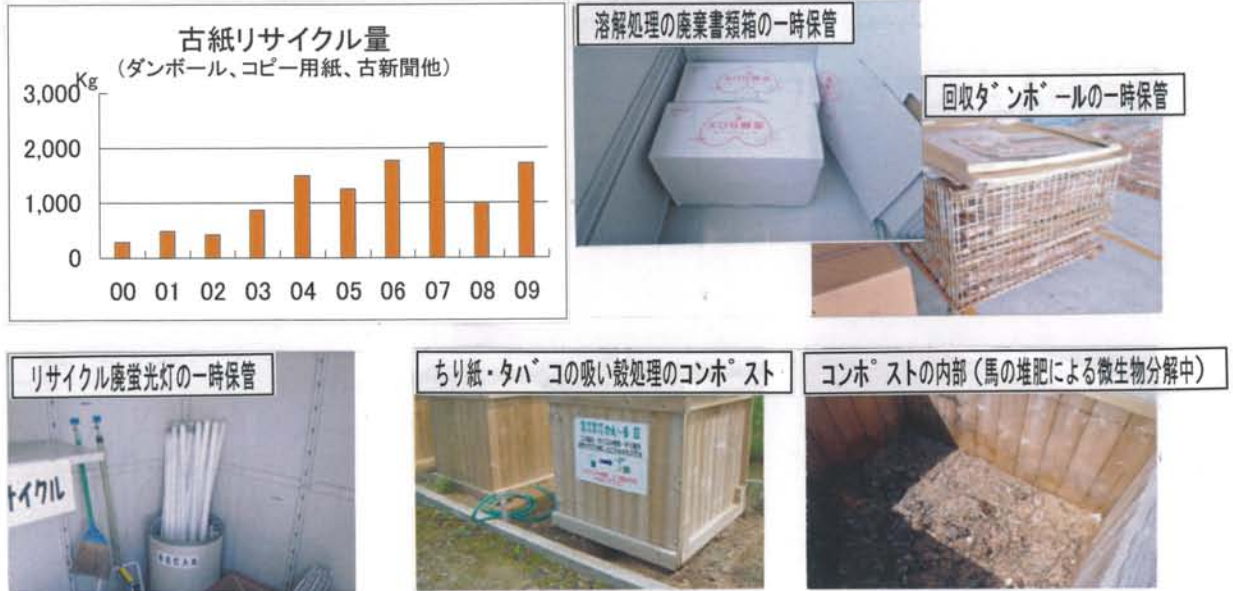 古紙リサイクル量
(ダンボール、コピー用紙、古新聞他)
Kg
3,000
2,000
1,000
0
00 01 02 03 04 05 06 07 08 09
溶解処理の廃棄書類箱の一時保管
回収ダンボールの一時保管
リサイクル廃蛍光灯の一時保管
イクル
ちり紙・タバコの吸い殻処理のコンポスト
コンポストの内部(馬の堆肥による微生物分解中)